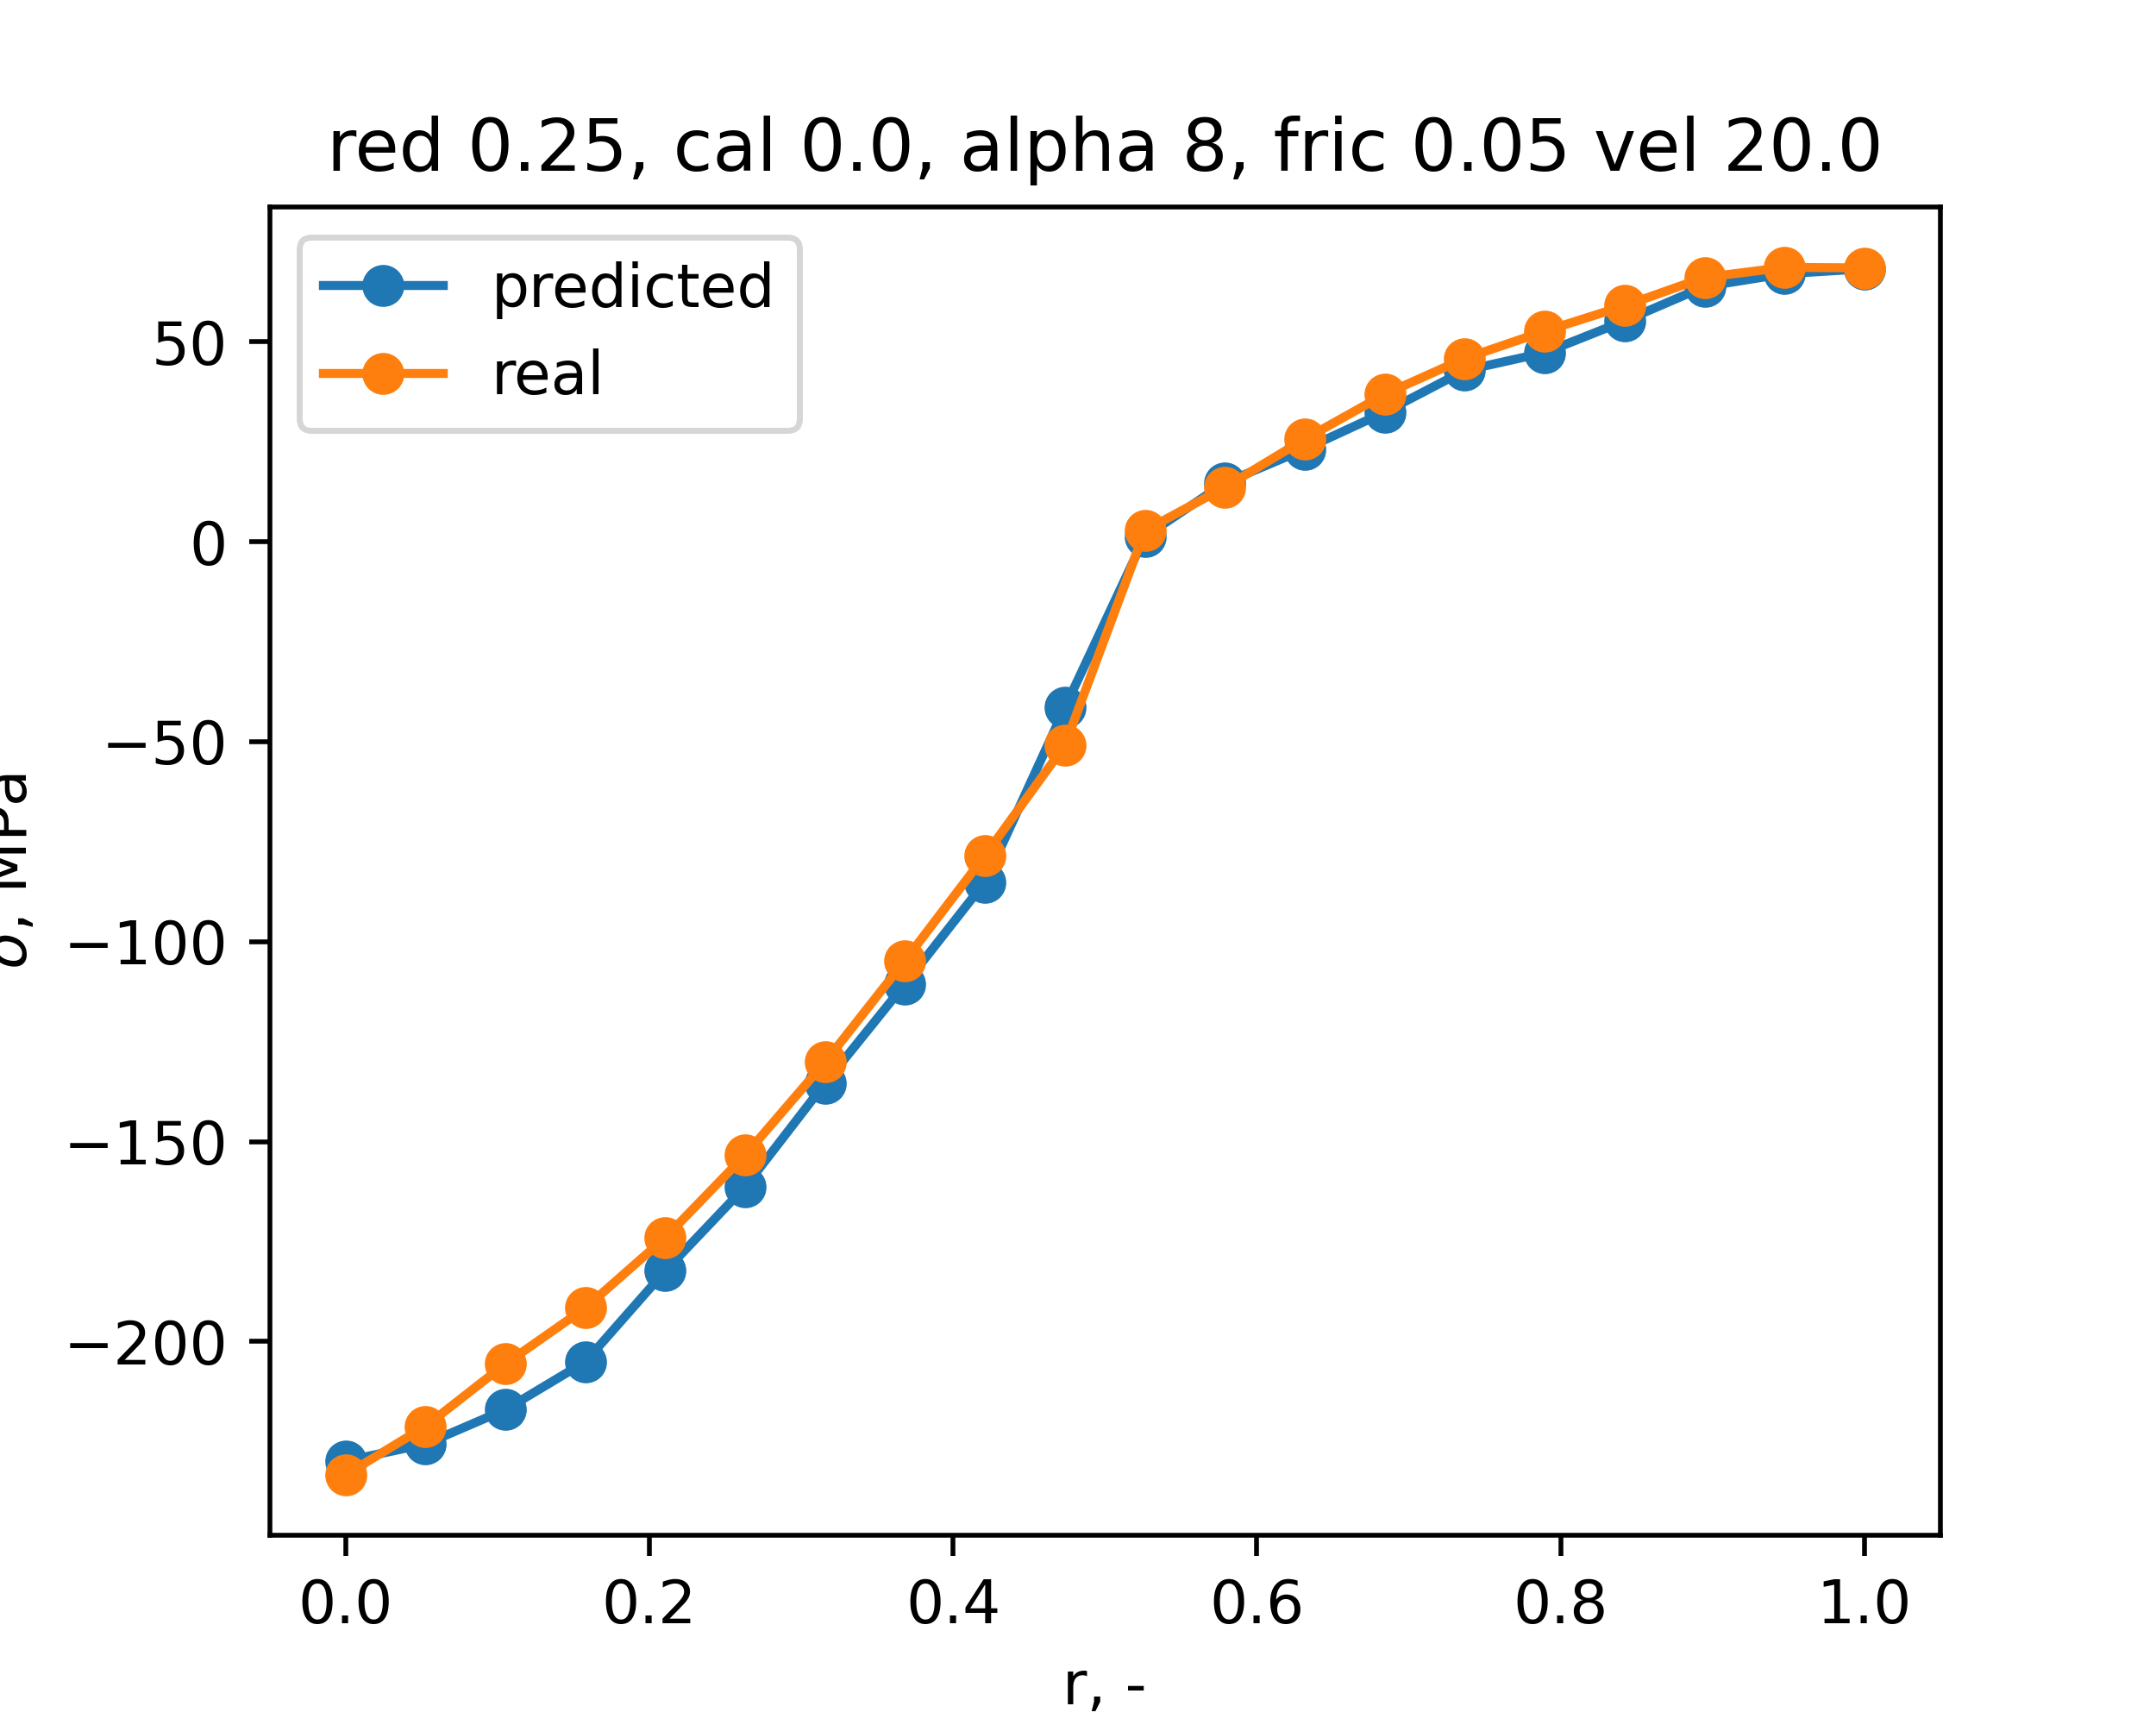 red 0.25, cal 0.0, alpha 8, fric 0.05 vel 20.0
predicted
real
50
0
−50
−100
−150
−200
σ, MPa
0.0 0.2 0.4 0.6 0.8 1.0
r, -